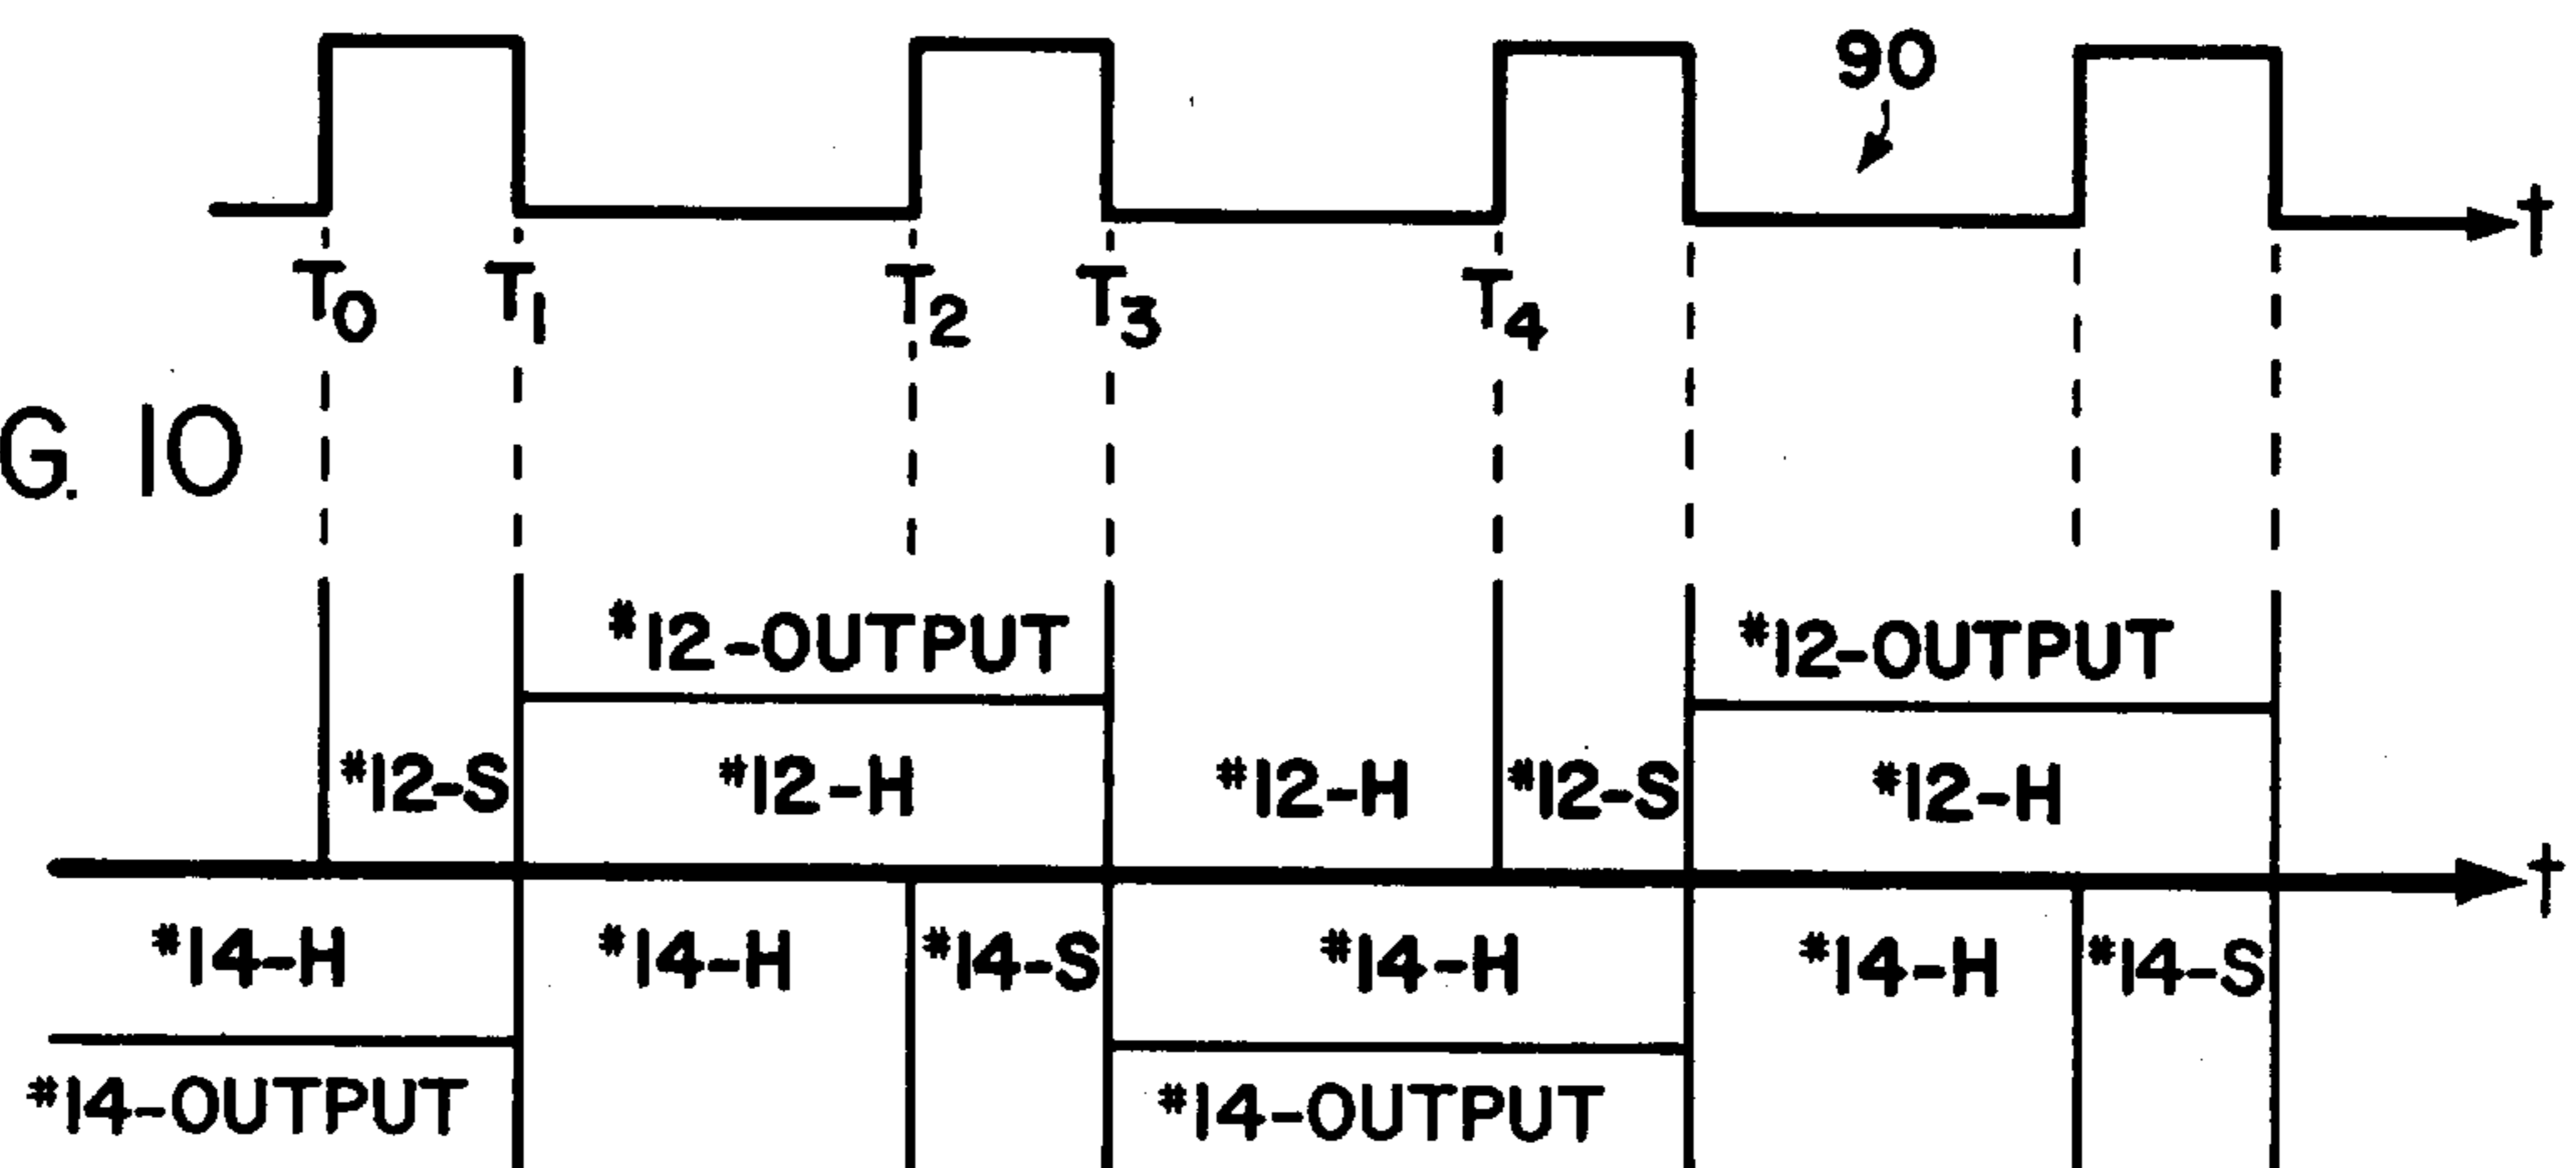 90
t
T0 T1 T2 T3 T4
G. 10
#12-OUTPUT #12-OUTPUT
#12-S #12-H #12-H #12-S #12-H
t
#14-H #14-H #14-S #14-H #14-H #14-S
#14-OUTPUT #14-OUTPUT